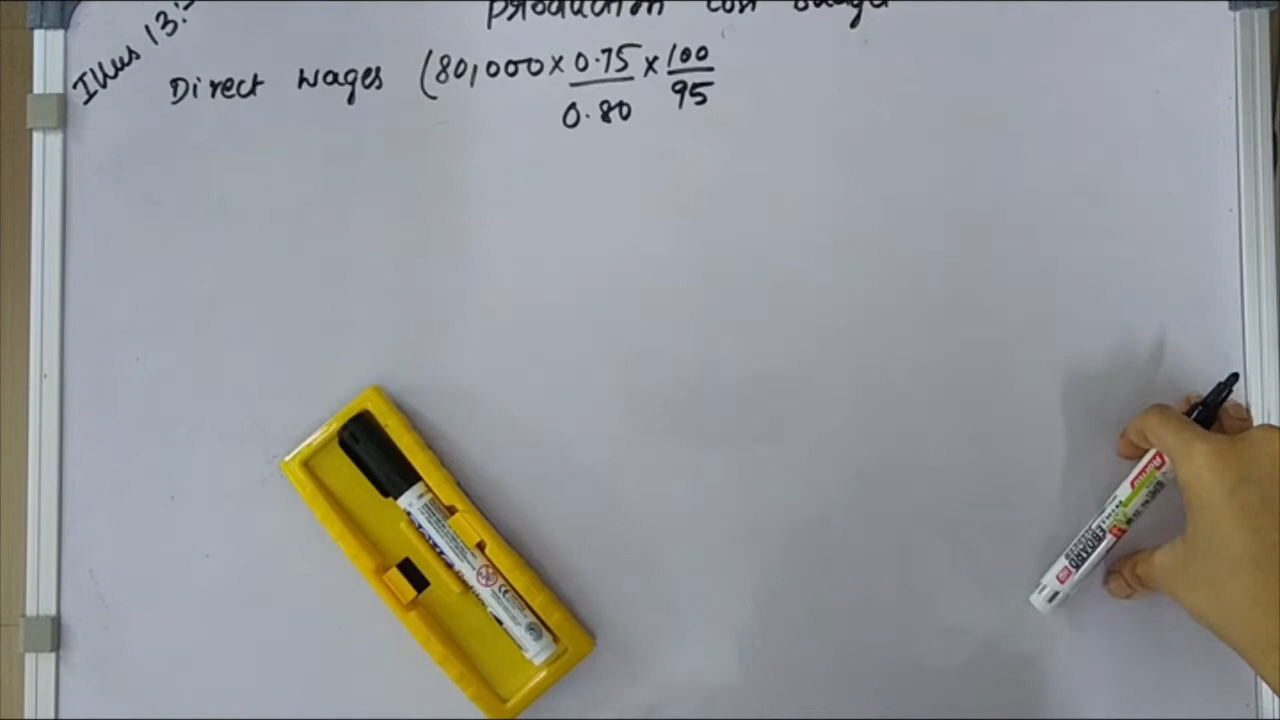 Production cost Budget
Illus 13:
Direct wages (80,000 × 0.75/0.80 × 100/95